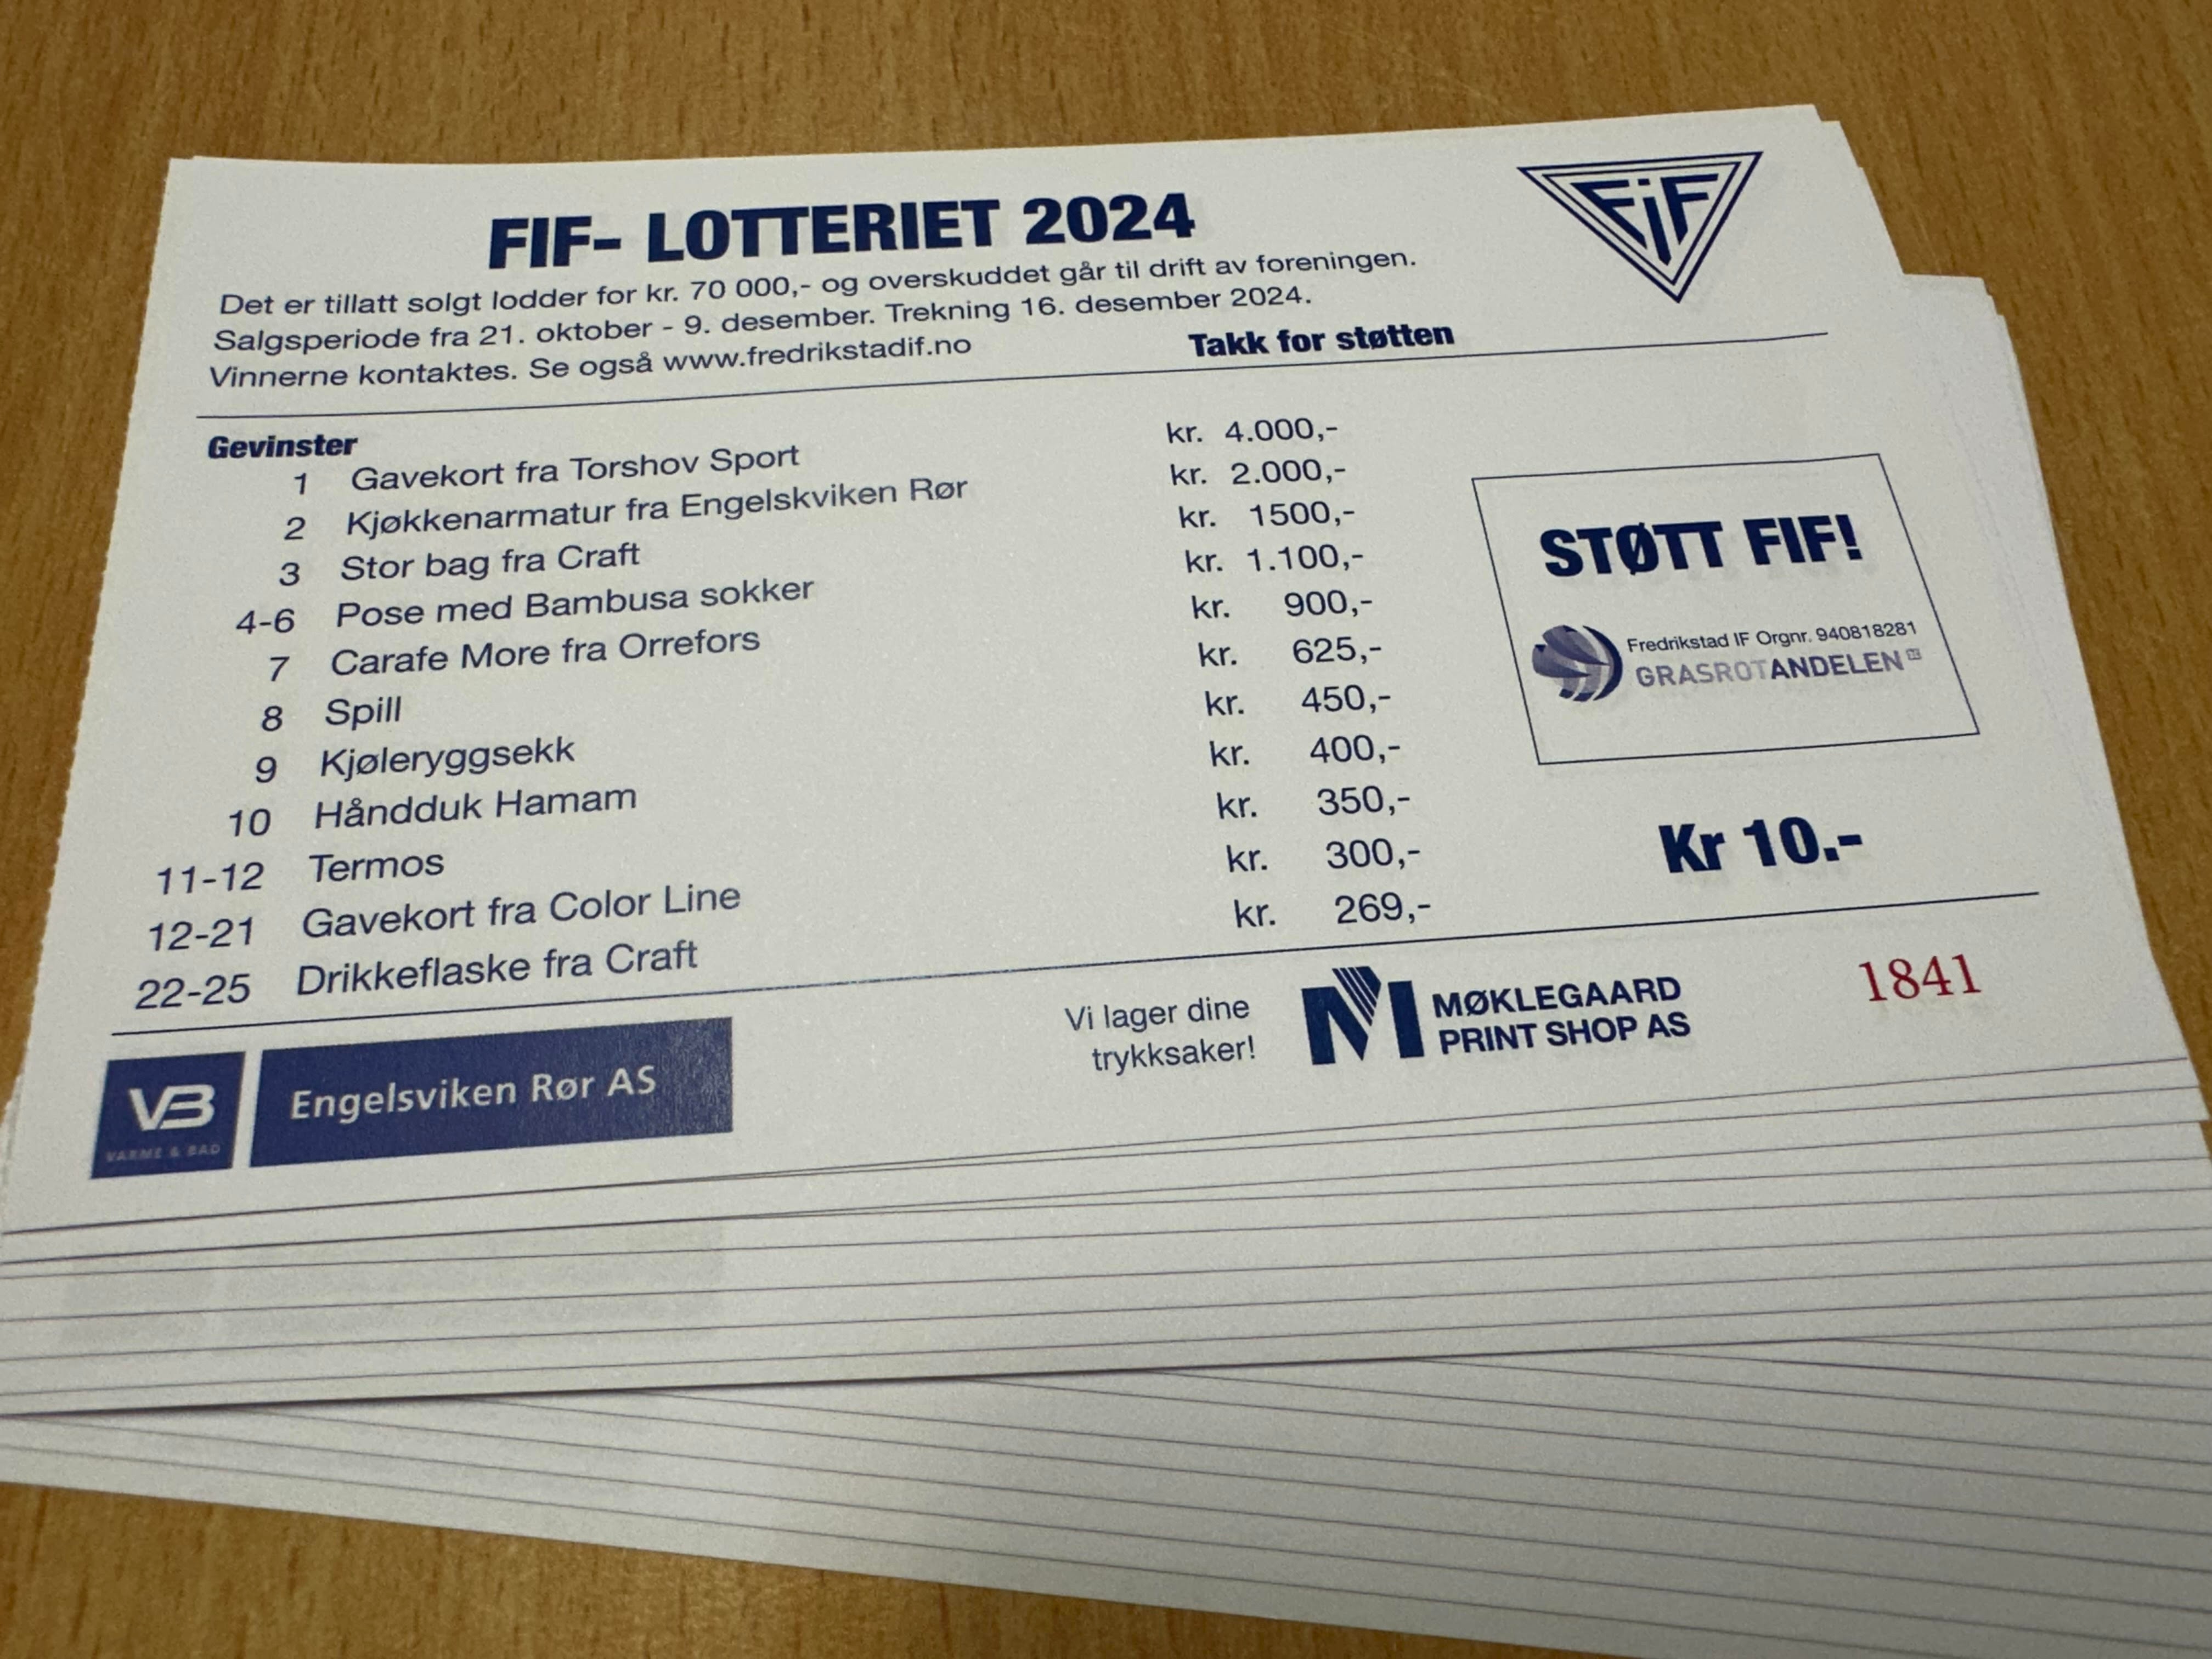 FIF- LOTTERIET 2024
FIF
Det er tillatt solgt lodder for kr. 70 000,- og overskuddet går til drift av foreningen.
Salgsperiode fra 21. oktober - 9. desember. Trekning 16. desember 2024.
Vinnerne kontaktes. Se også www.fredrikstadif.no
Takk for støtten
Gevinster
1 Gavekort fra Torshov Sport kr. 4.000,-
2 Kjøkkenarmatur fra Engelskviken Rør kr. 2.000,-
3 Stor bag fra Craft kr. 1500,-
4-6 Pose med Bambusa sokker kr. 1.100,-
7 Carafe More fra Orrefors kr. 900,-
8 Spill kr. 625,-
9 Kjøleryggsekk kr. 450,-
10 Håndduk Hamam kr. 400,-
11-12 Termos kr. 350,-
12-21 Gavekort fra Color Line kr. 300,-
22-25 Drikkeflaske fra Craft kr. 269,-
STØTT FIF!
Fredrikstad IF Orgnr. 940818281
GRASROTANDELEN
Kr 10.-
VB
VARME & BAD
Engelsviken Rør AS
Vi lager dine
trykksaker!
MØKLEGAARD
PRINT SHOP AS
1841